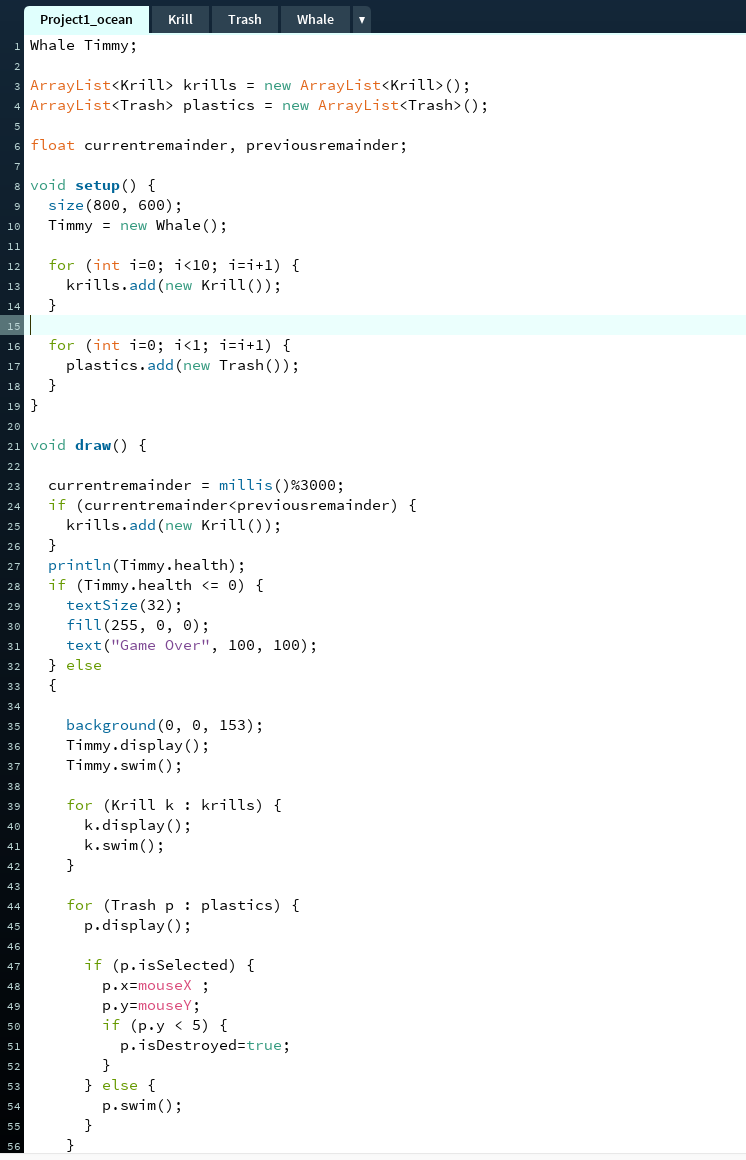 Project1_ocean Krill Trash Whale ▼
1 Whale Timmy;
2
3 ArrayList<Krill> krills = new ArrayList<Krill>();
4 ArrayList<Trash> plastics = new ArrayList<Trash>();
5
6 float currentremainder, previousremainder;
7
8 void setup() {
9   size(800, 600);
10   Timmy = new Whale();
11
12   for (int i=0; i<10; i=i+1) {
13     krills.add(new Krill());
14   }
15
16   for (int i=0; i<1; i=i+1) {
17     plastics.add(new Trash());
18   }
19 }
20
21 void draw() {
22
23   currentremainder = millis()%3000;
24   if (currentremainder<previousremainder) {
25     krills.add(new Krill());
26   }
27   println(Timmy.health);
28   if (Timmy.health <= 0) {
29     textSize(32);
30     fill(255, 0, 0);
31     text("Game Over", 100, 100);
32   } else
33   {
34
35     background(0, 0, 153);
36     Timmy.display();
37     Timmy.swim();
38
39     for (Krill k : krills) {
40       k.display();
41       k.swim();
42     }
43
44     for (Trash p : plastics) {
45       p.display();
46
47       if (p.isSelected) {
48         p.x=mouseX ;
49         p.y=mouseY;
50         if (p.y < 5) {
51           p.isDestroyed=true;
52         }
53       } else {
54         p.swim();
55       }
56     }